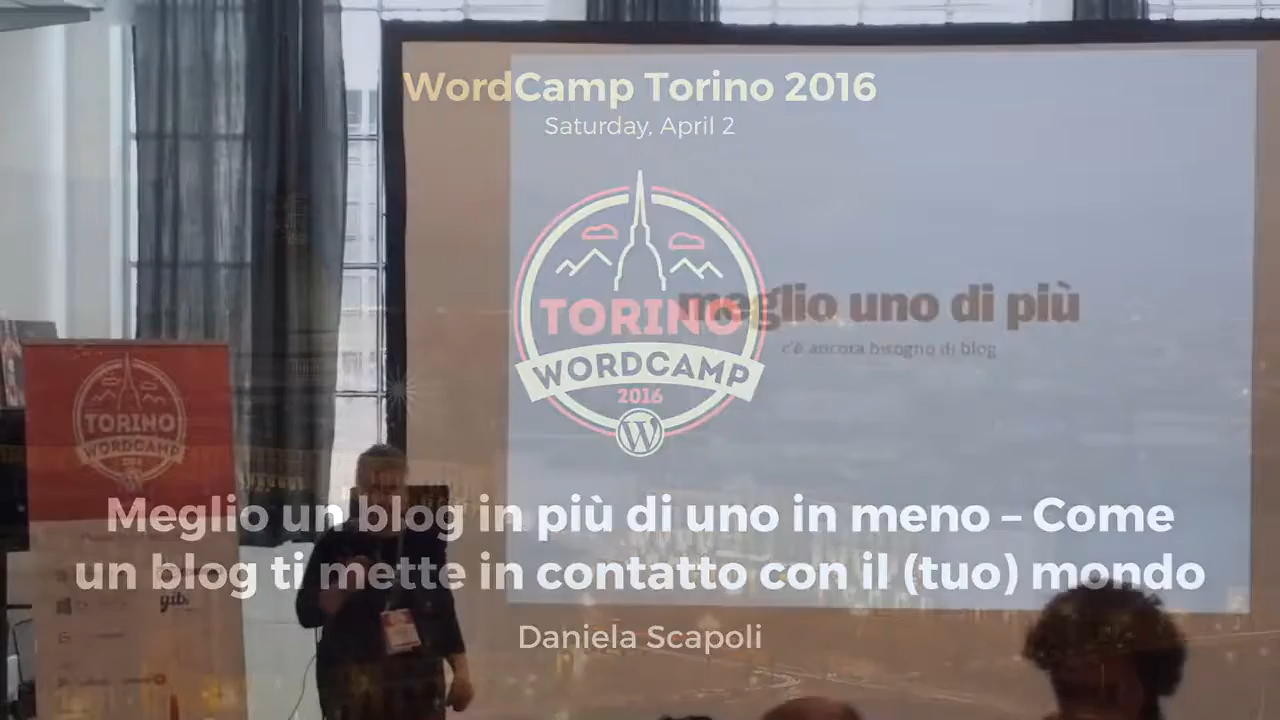 WordCamp Torino 2016
Saturday, April 2
TORINO
WORDCAMP
2016
W
meglio uno di più
c'è ancora bisogno di blog
TORINO
WORDCAMP
2016
Meglio un blog in più di uno in meno – Come
un blog ti mette in contatto con il (tuo) mondo
Daniela Scapoli